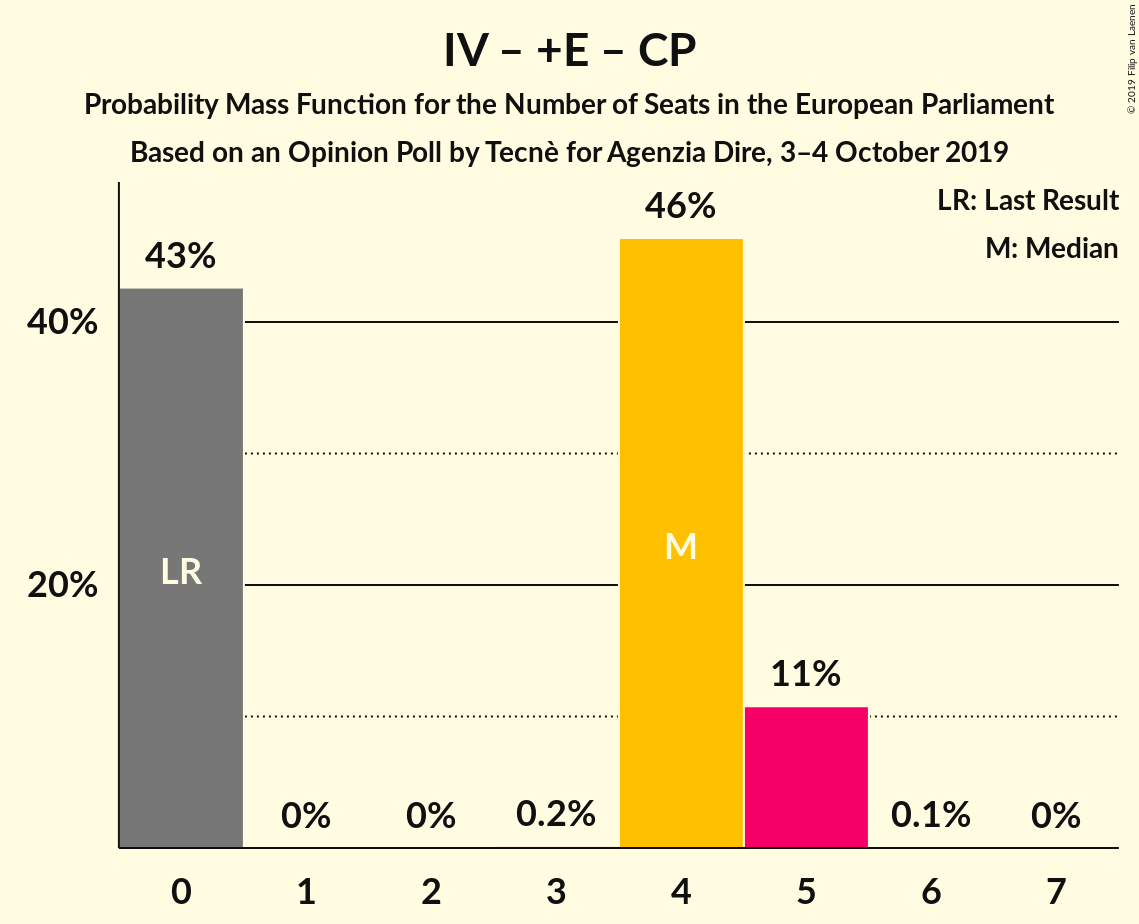 IV – +E – CP
Probability Mass Function for the Number of Seats in the European Parliament
Based on an Opinion Poll by Tecnè for Agenzia Dire, 3–4 October 2019
© 2019 Filip van Laenen
LR: Last Result
M: Median
46%
43%
40%
M
LR
20%
11%
0%
0%
0.2%
0.1%
0%
0
1
2
3
4
5
6
7